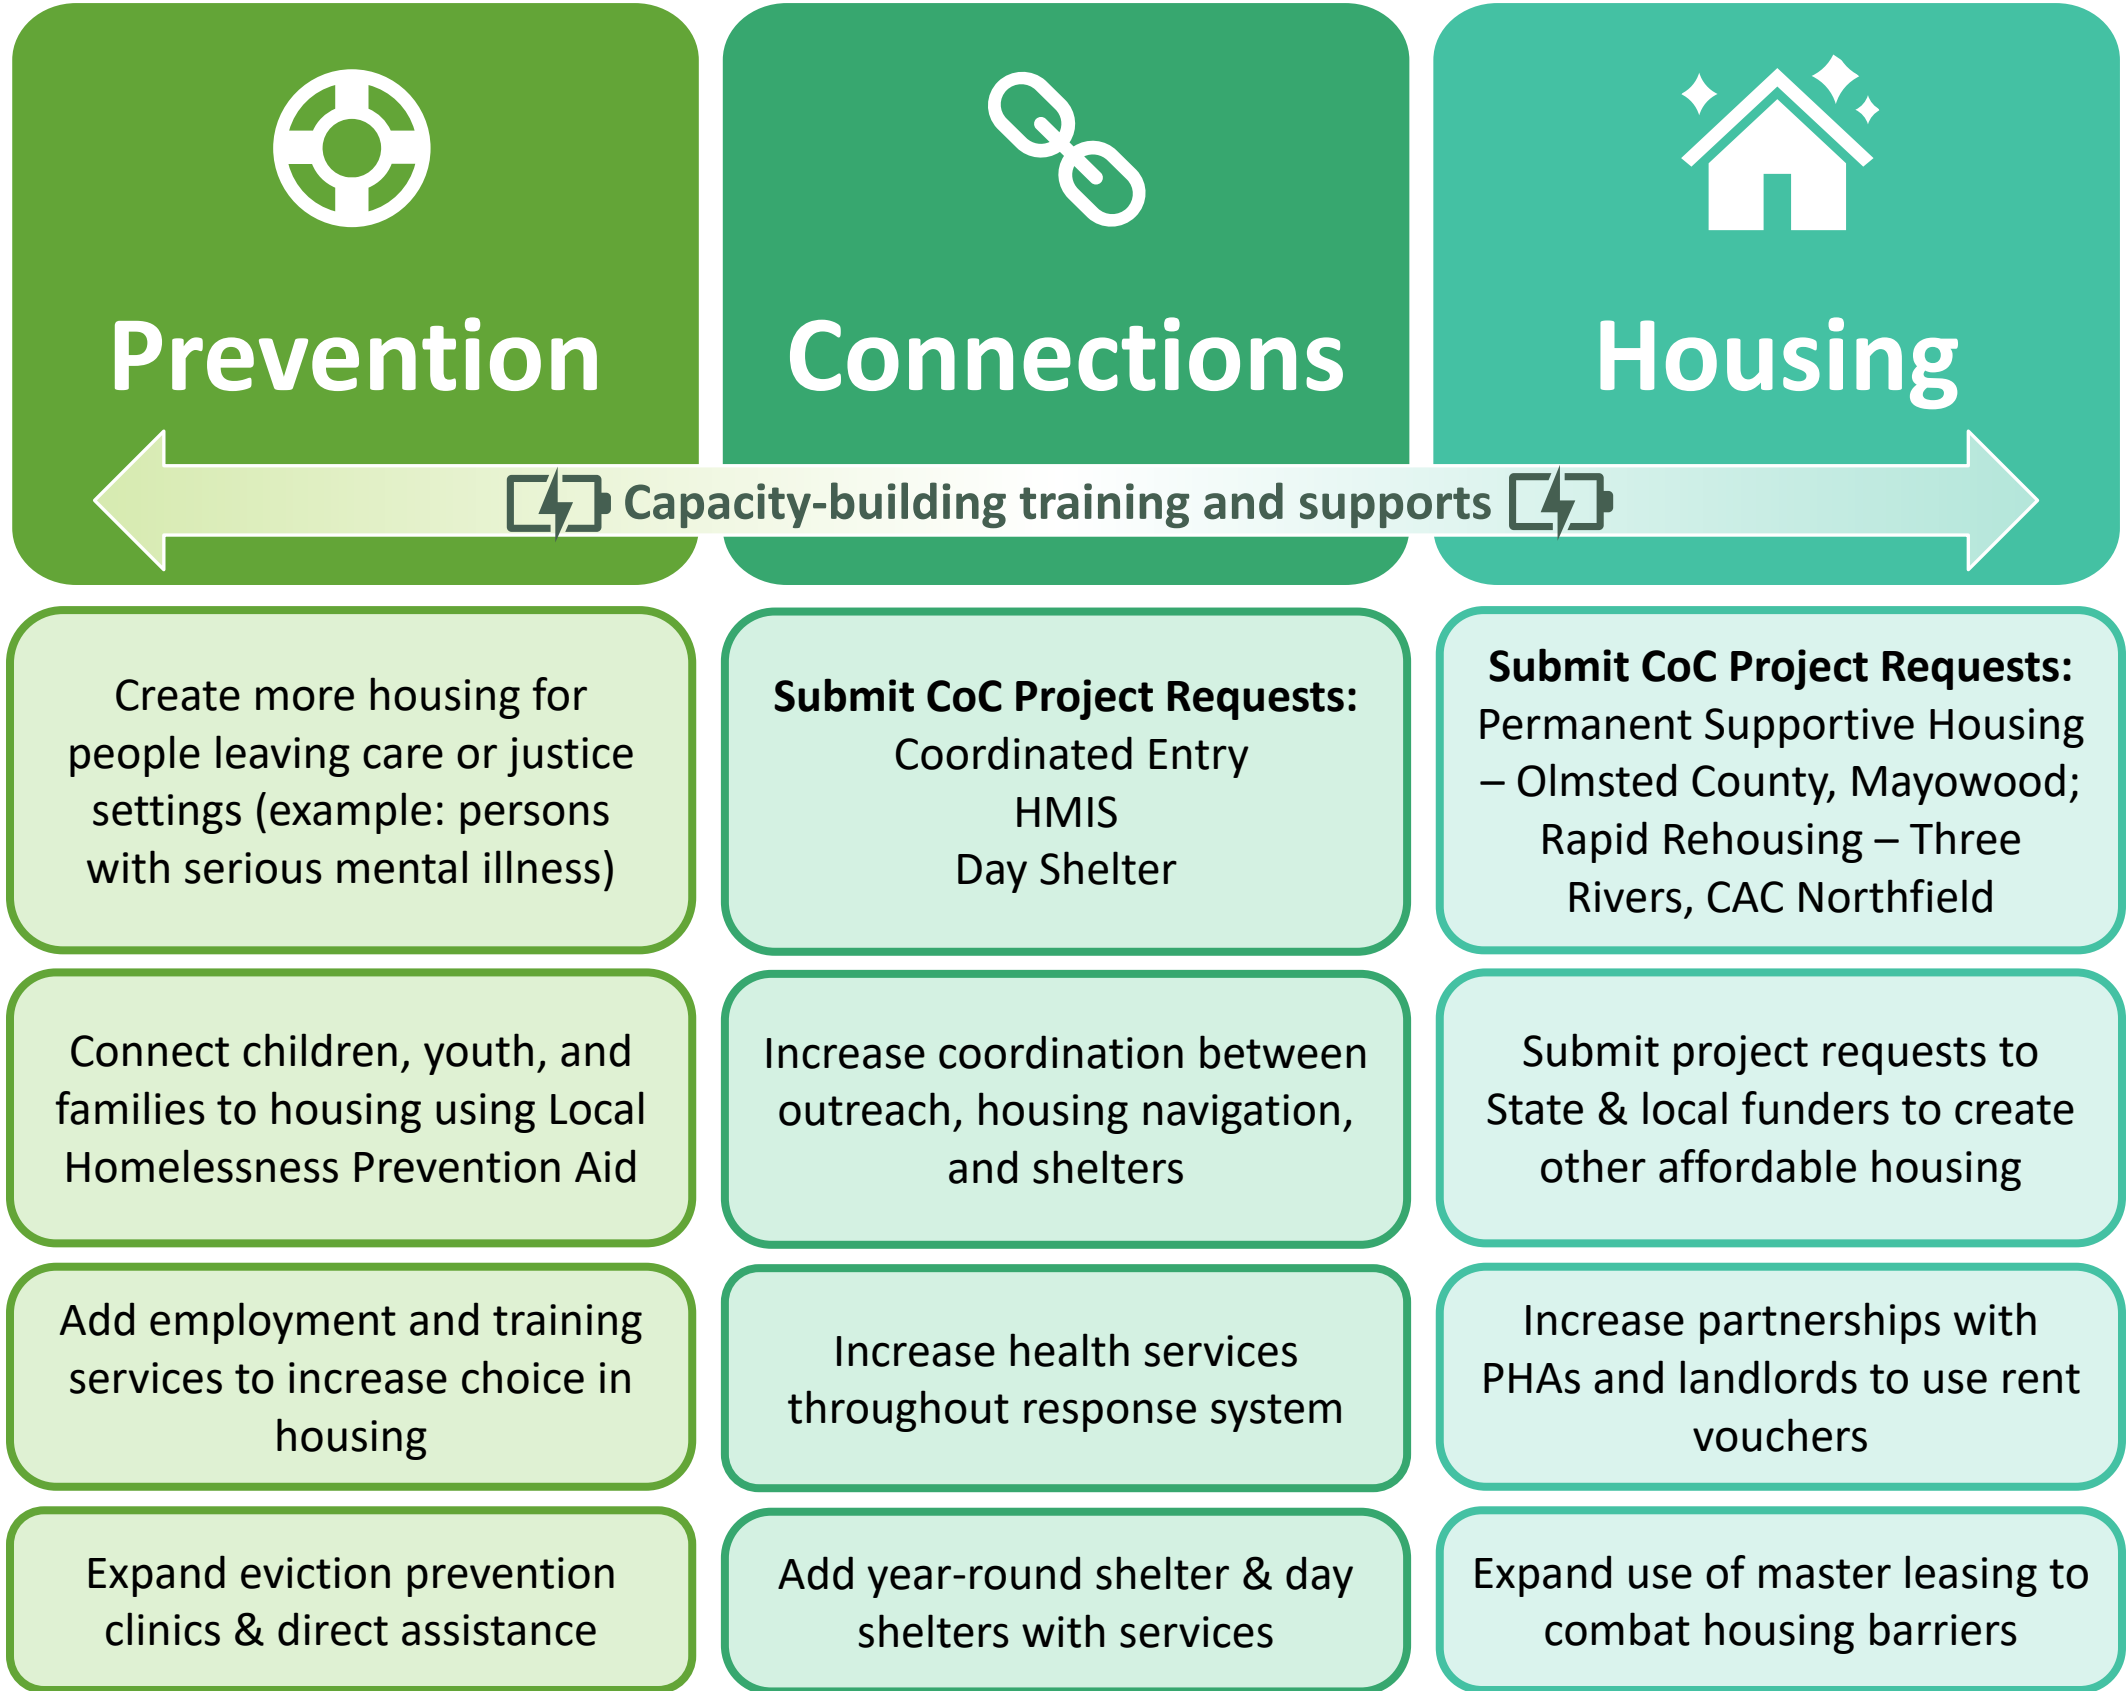 Prevention
Connections
Housing
Capacity-building training and supports
Create more housing for
people leaving care or justice
settings (example: persons
with serious mental illness)
Connect children, youth, and
families to housing using Local
Homelessness Prevention Aid
Add employment and training
services to increase choice in
housing
Expand eviction prevention
clinics & direct assistance
Submit CoC Project Requests:
Coordinated Entry
HMIS
Day Shelter
Increase coordination between
outreach, housing navigation,
and shelters
Increase health services
throughout response system
Add year-round shelter & day
shelters with services
Submit CoC Project Requests:
Permanent Supportive Housing
– Olmsted County, Mayowood;
Rapid Rehousing – Three
Rivers, CAC Northfield
Submit project requests to
State & local funders to create
other affordable housing
Increase partnerships with
PHAs and landlords to use rent
vouchers
Expand use of master leasing to
combat housing barriers